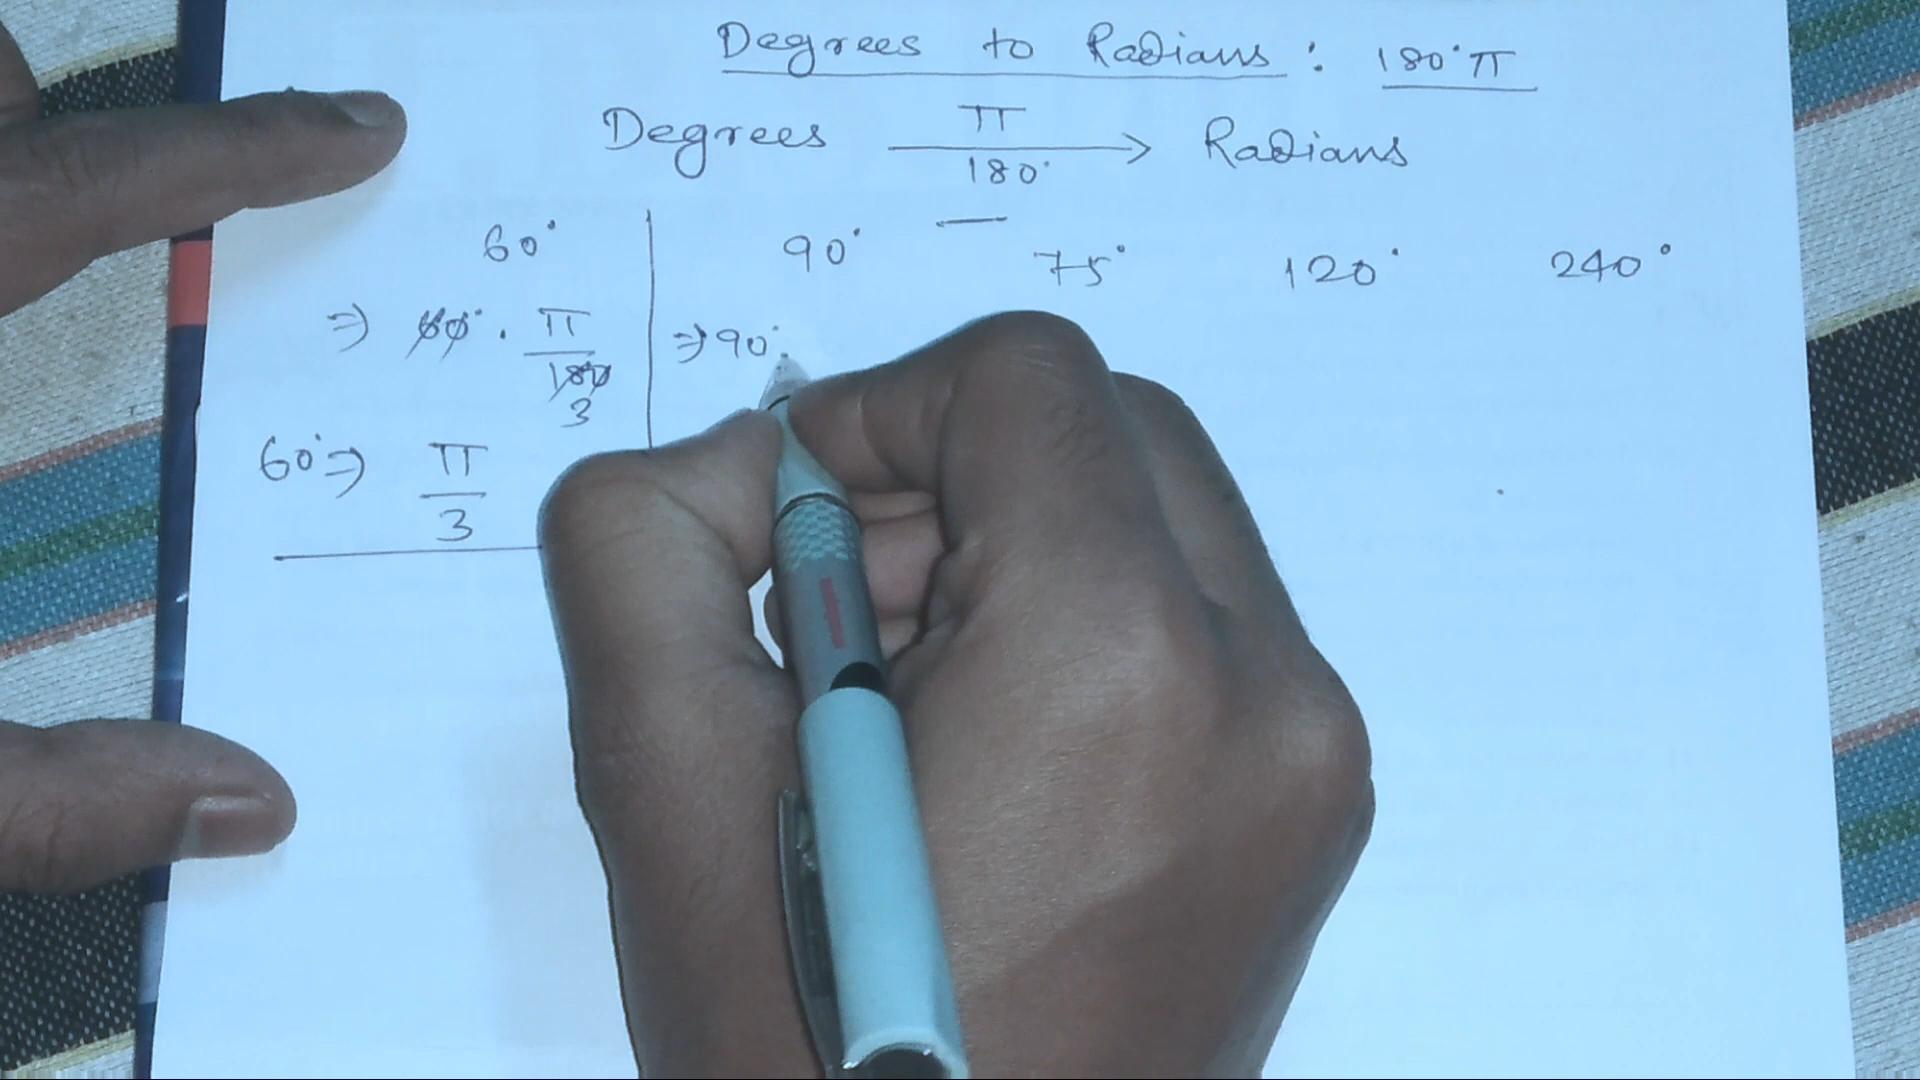 Degrees to Radians : 180° π
Degrees π/180° → Radians
60° 90° 75° 120° 240°
⇒ 60° . π/180 3
⇒ 90° .
60° ⇒ π/3